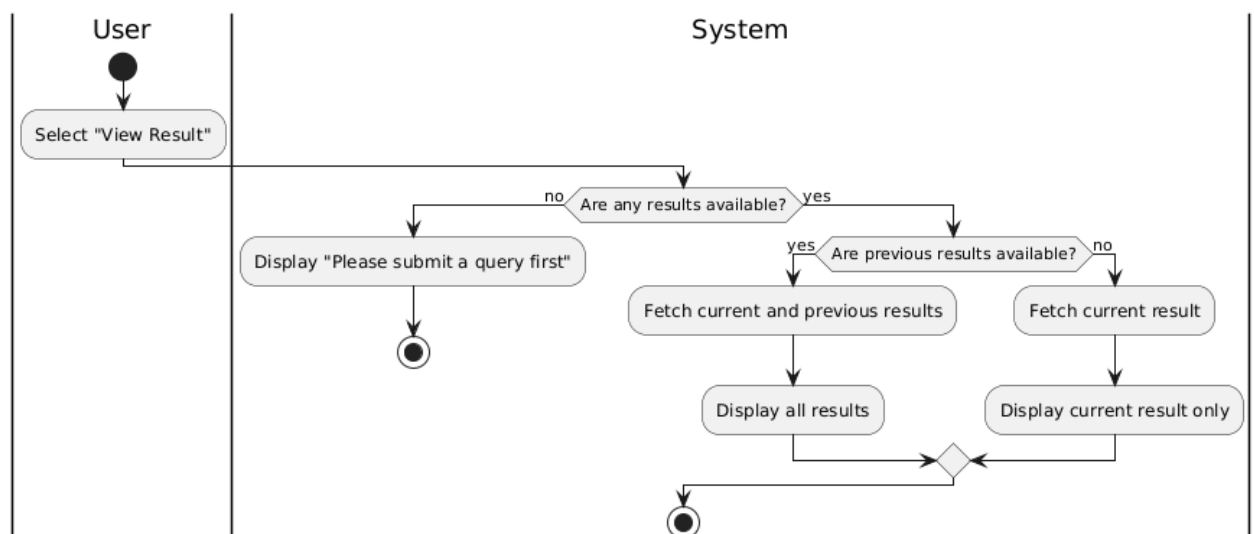 User
System
Select "View Result"
no
Are any results available?
yes
Display "Please submit a query first"
yes
Are previous results available?
no
Fetch current and previous results
Fetch current result
Display all results
Display current result only